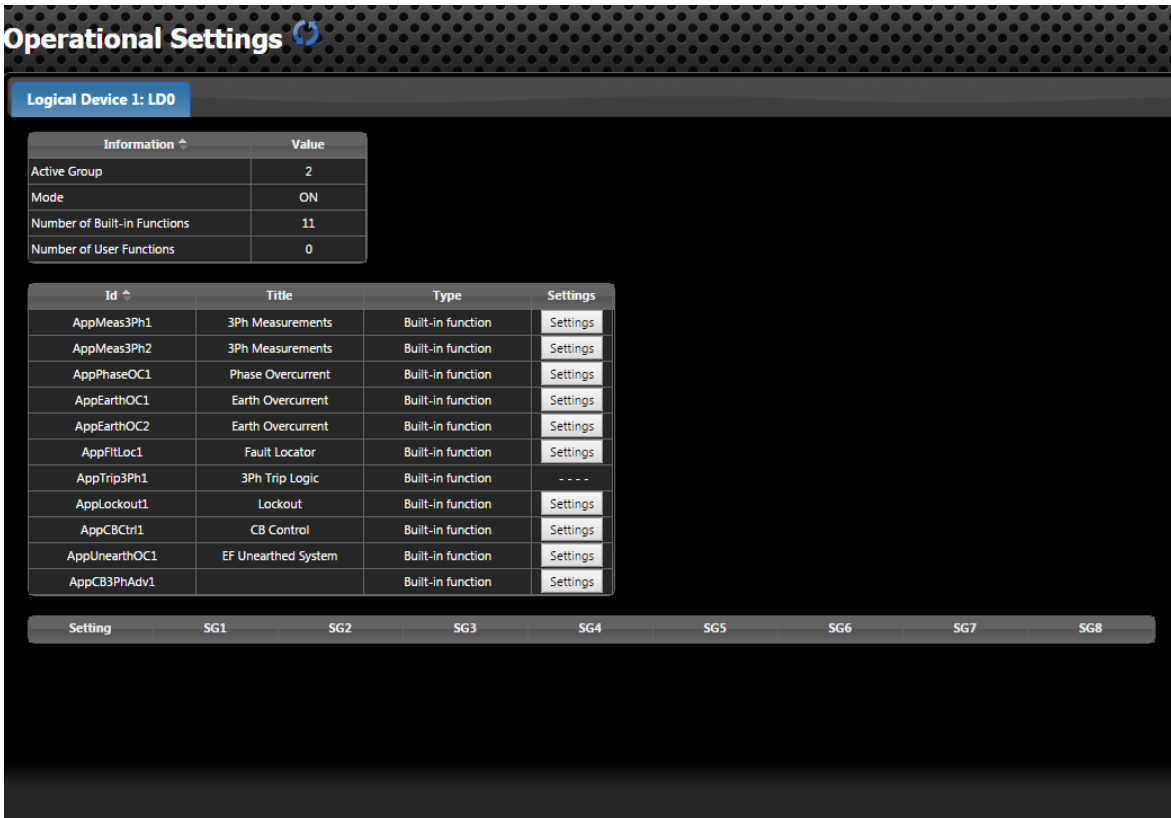 Operational Settings
Logical Device 1: LD0
Information Value
Active Group 2
Mode ON
Number of Built-in Functions 11
Number of User Functions 0
Id Title Type Settings
AppMeas3Ph1 3Ph Measurements Built-in function Settings
AppMeas3Ph2 3Ph Measurements Built-in function Settings
AppPhaseOC1 Phase Overcurrent Built-in function Settings
AppEarthOC1 Earth Overcurrent Built-in function Settings
AppEarthOC2 Earth Overcurrent Built-in function Settings
AppFltLoc1 Fault Locator Built-in function Settings
AppTrip3Ph1 3Ph Trip Logic Built-in function - - - -
AppLockout1 Lockout Built-in function Settings
AppCBCtrl1 CB Control Built-in function Settings
AppUnearthOC1 EF Unearthed System Built-in function Settings
AppCB3PhAdv1 Built-in function Settings
Setting SG1 SG2 SG3 SG4 SG5 SG6 SG7 SG8